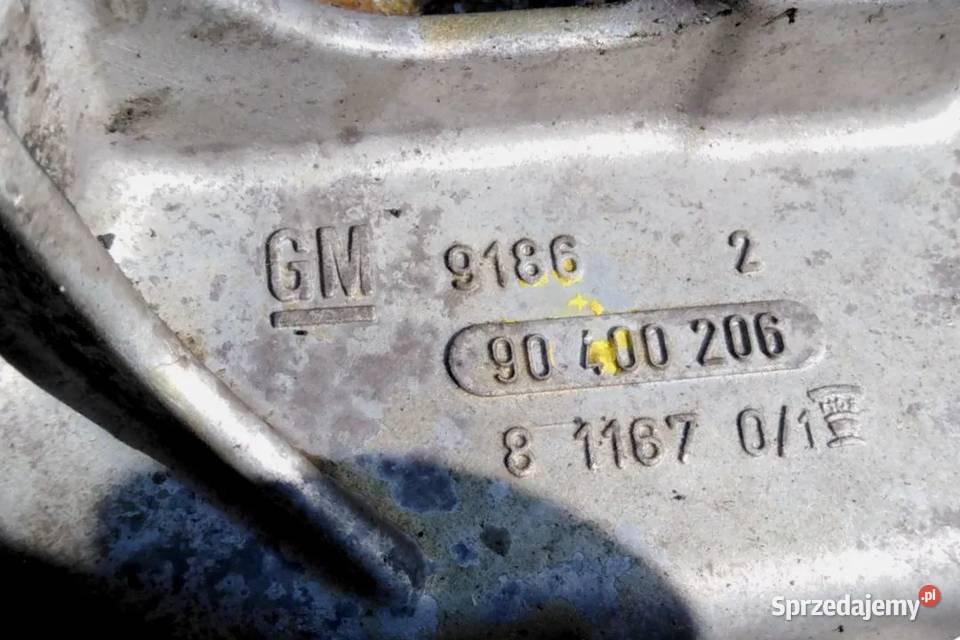 GM 9186 2
90 400 206
8 1167 0/1
Sprzedajemy.pl